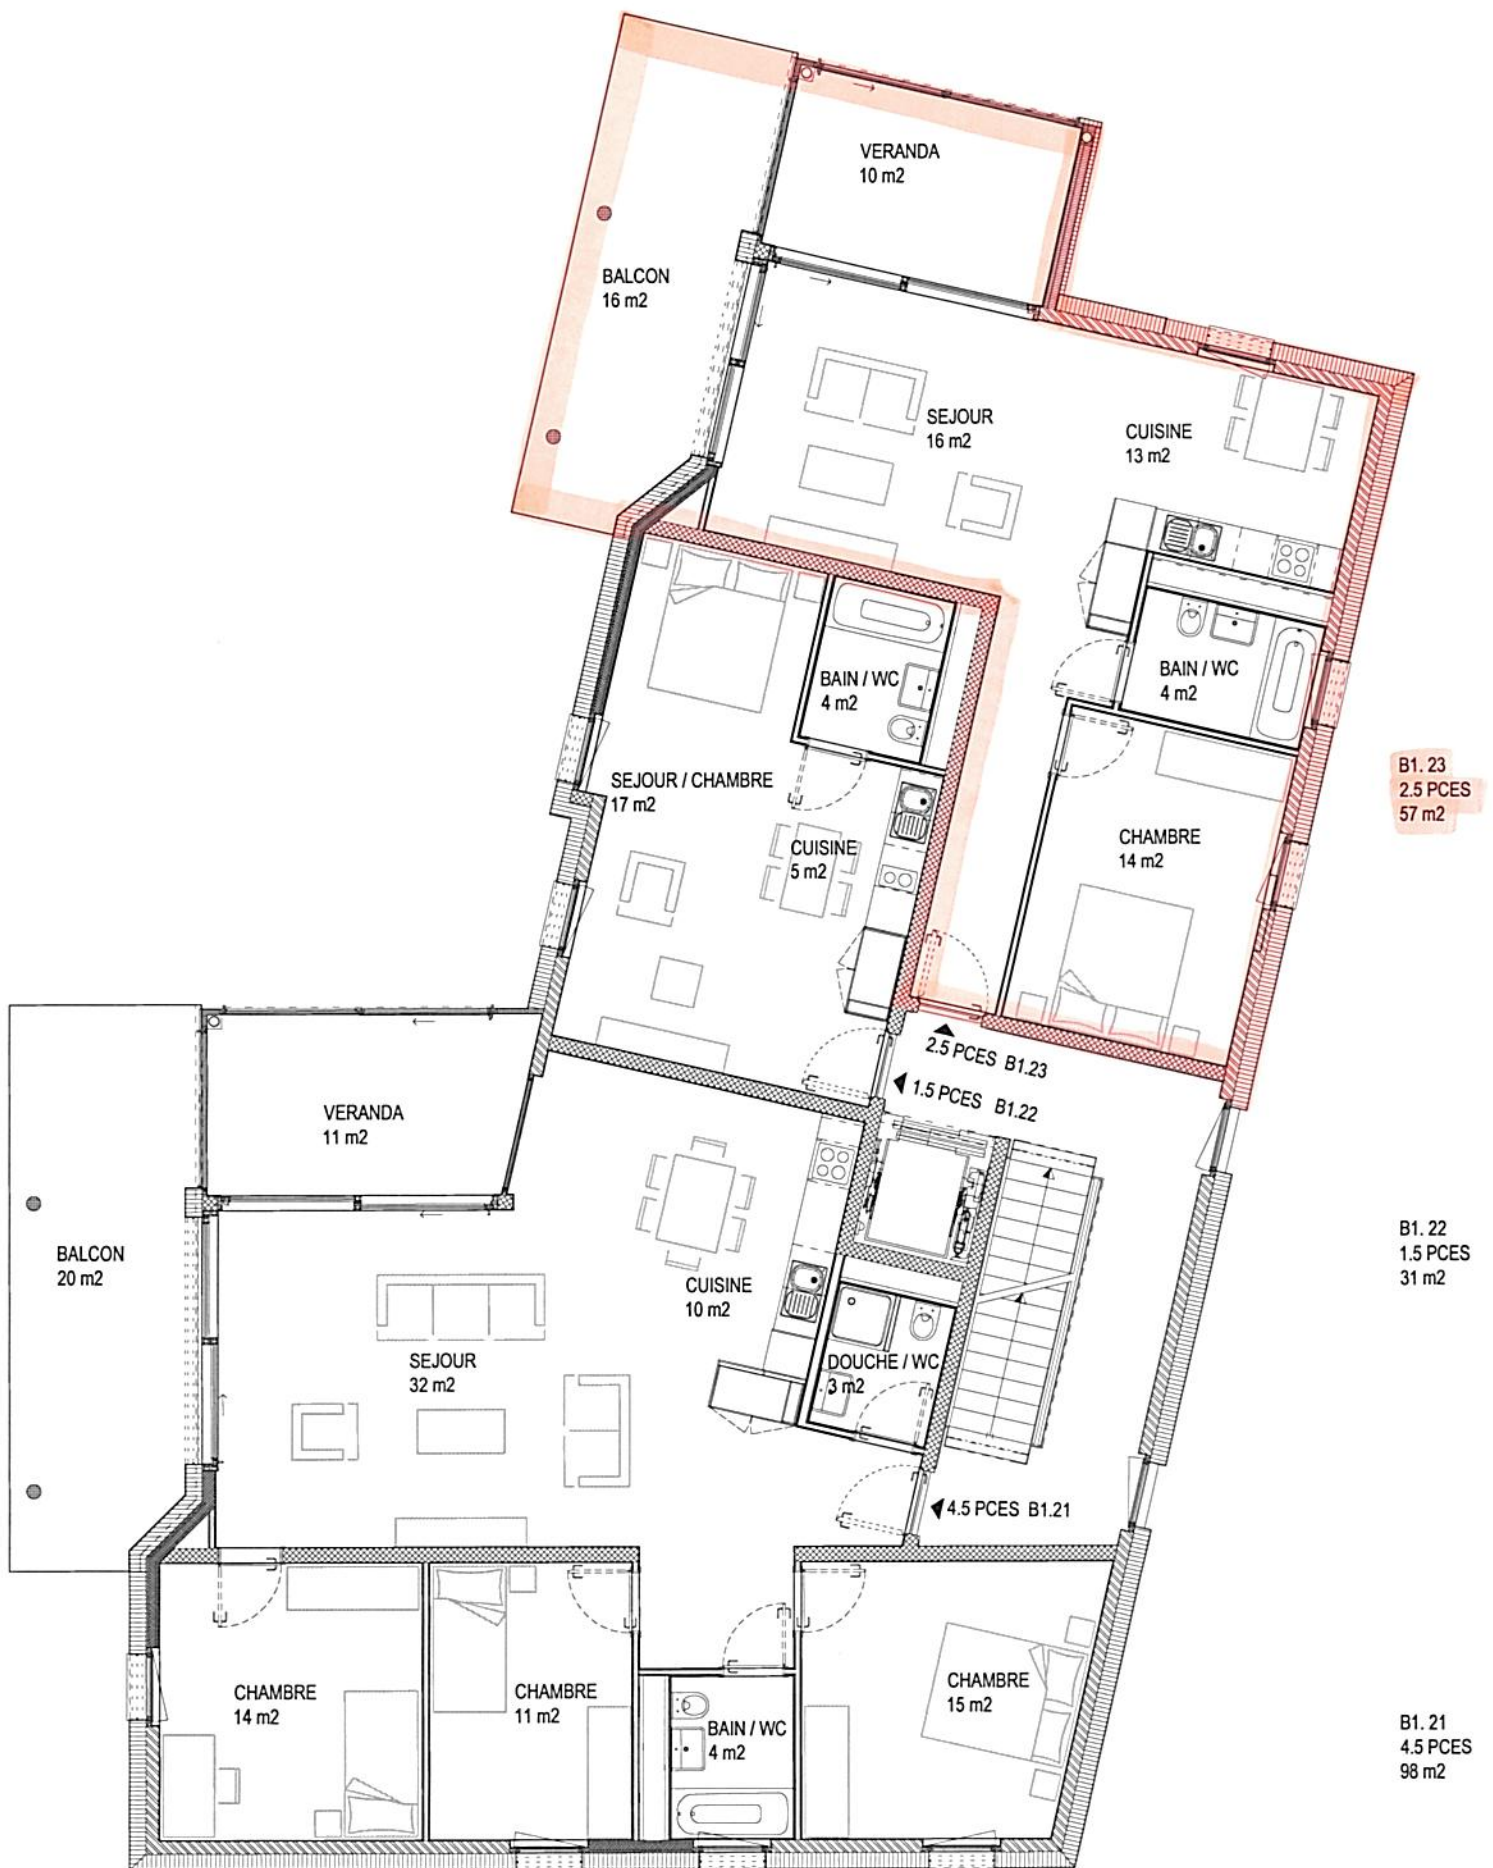 VERANDA
10 m2
BALCON
16 m2
SEJOUR
16 m2
CUISINE
13 m2
BAIN / WC
4 m2
BAIN / WC
4 m2
SEJOUR / CHAMBRE
17 m2
CUISINE
5 m2
CHAMBRE
14 m2
B1. 23
2.5 PCES
57 m2
2.5 PCES B1.23
1.5 PCES B1.22
VERANDA
11 m2
BALCON
20 m2
CUISINE
10 m2
SEJOUR
32 m2
DOUCHE / WC
3 m2
B1. 22
1.5 PCES
31 m2
4.5 PCES B1.21
CHAMBRE
14 m2
CHAMBRE
11 m2
BAIN / WC
4 m2
CHAMBRE
15 m2
B1. 21
4.5 PCES
98 m2